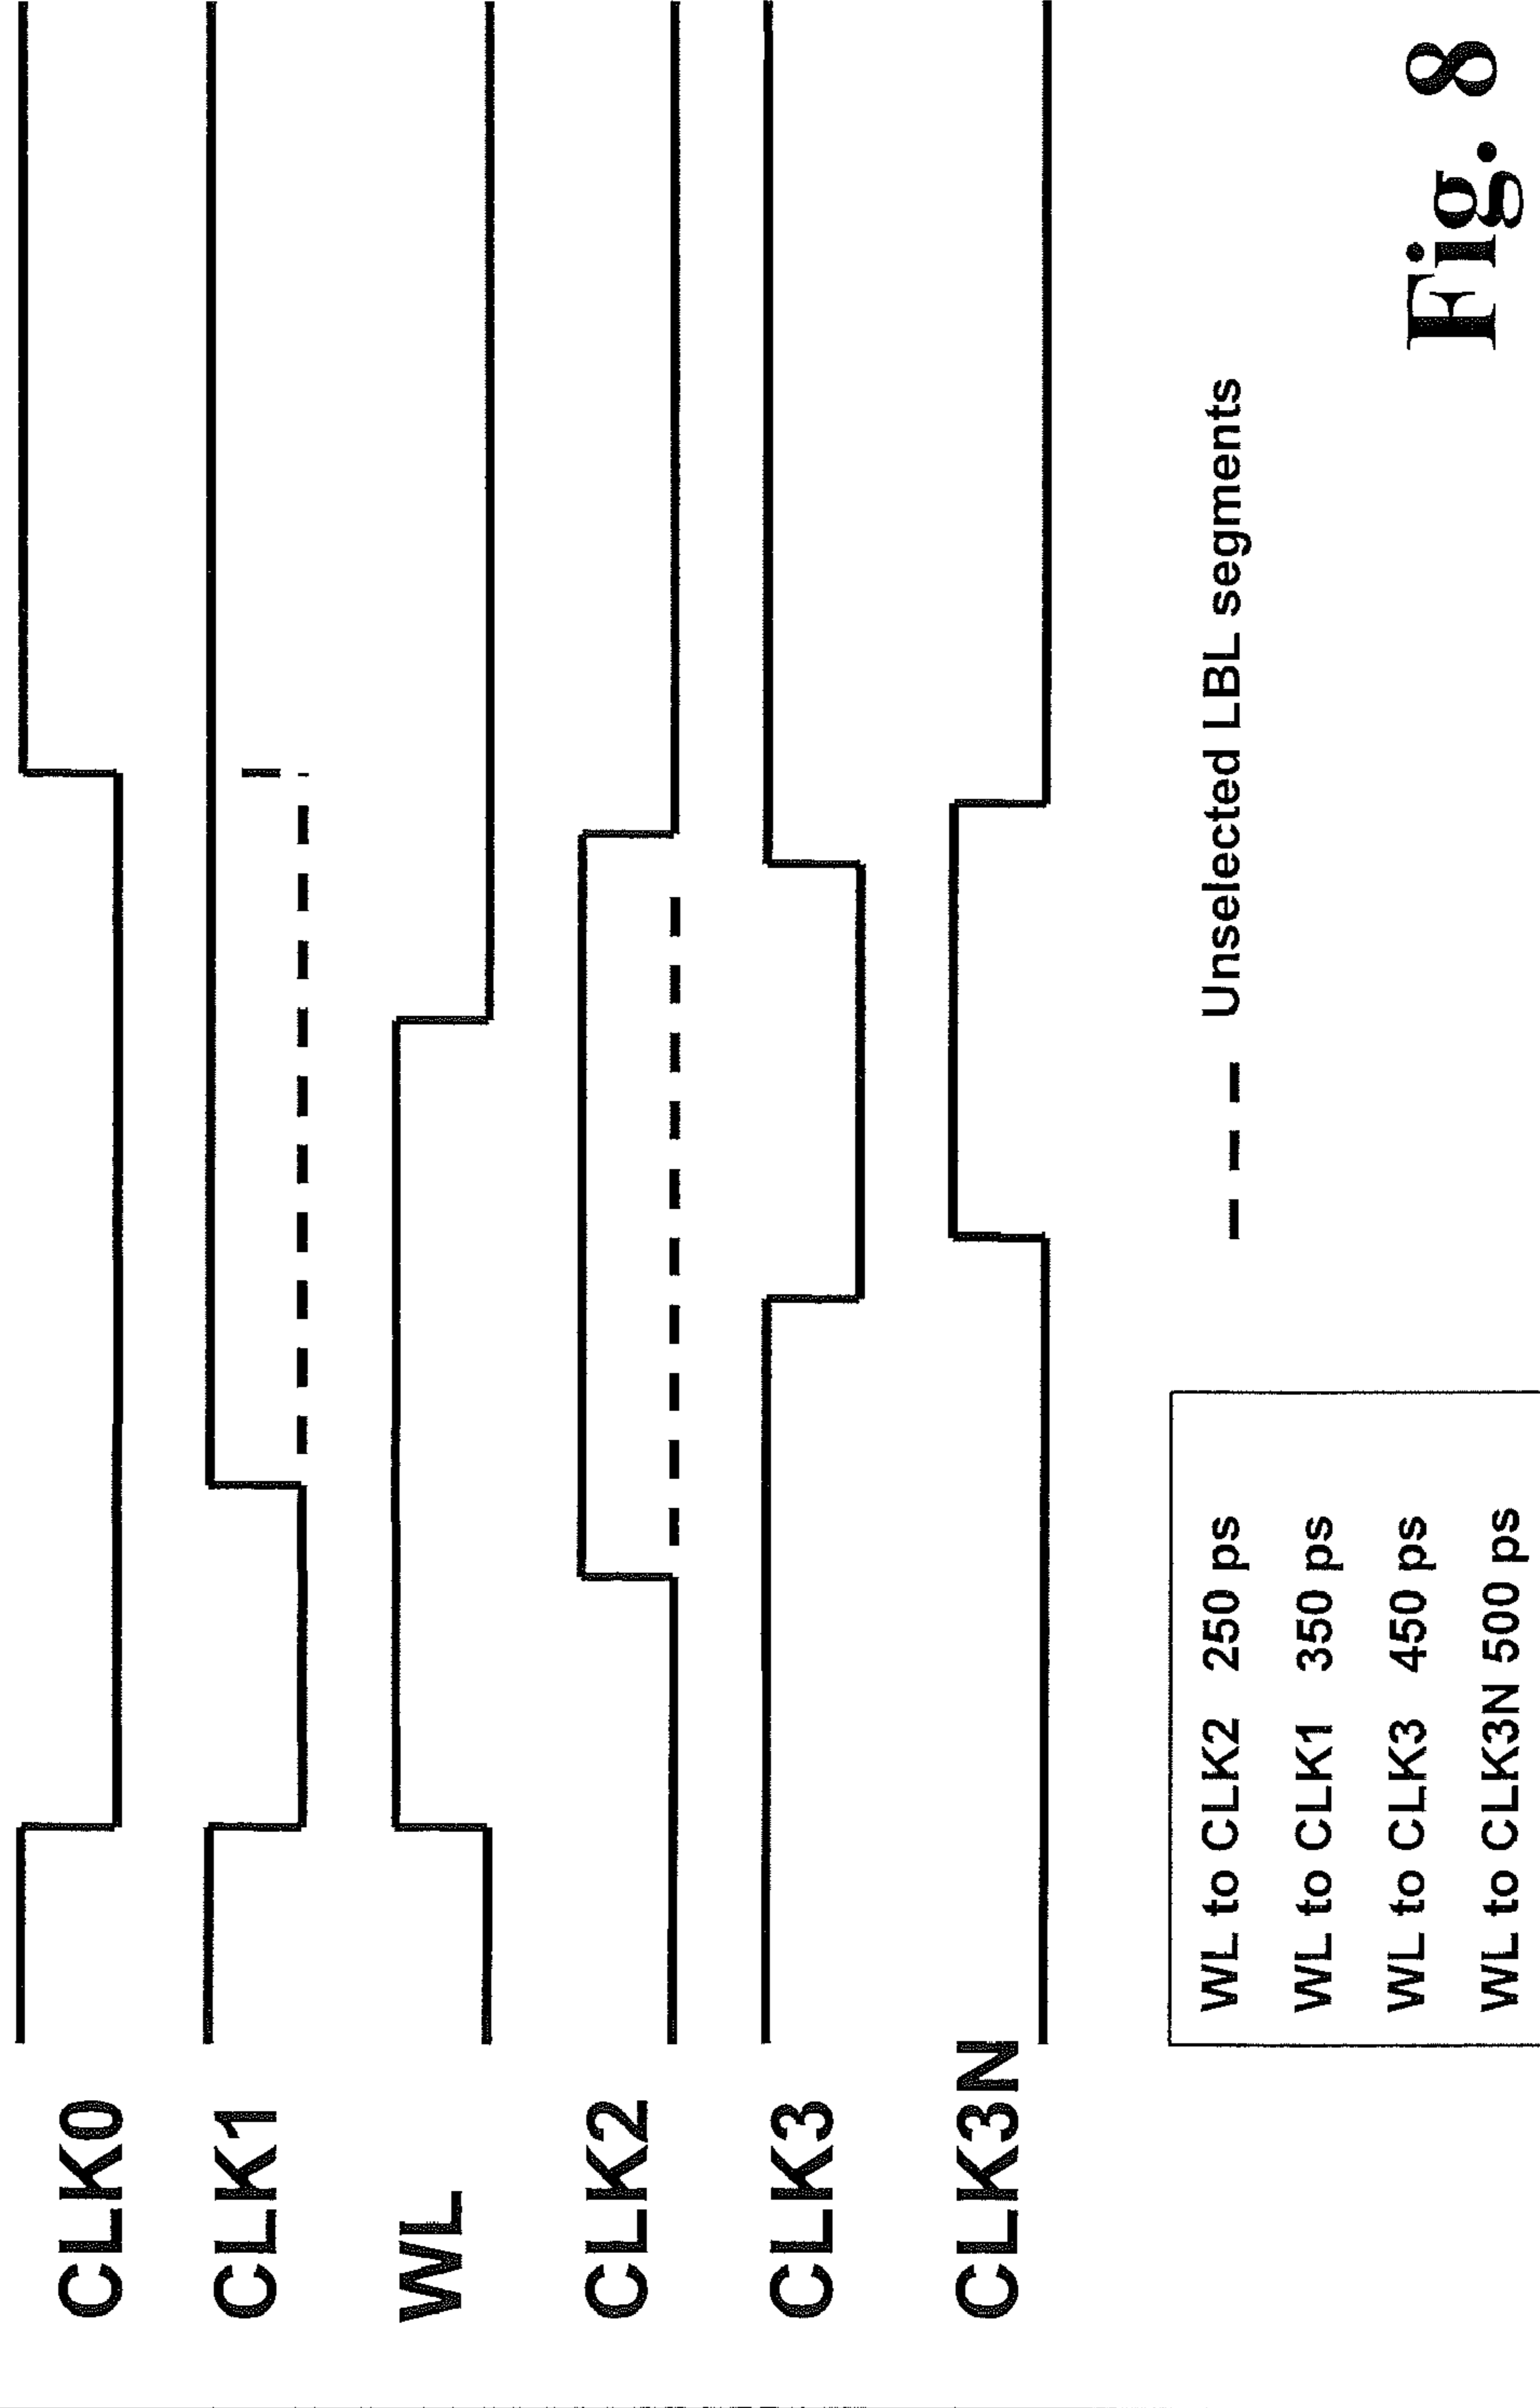 CLK0
CLK1
WL
CLK2
CLK3
CLK3N
WL to CLK2 250 ps
WL to CLK1 350 ps
WL to CLK3 450 ps
WL to CLK3N 500 ps
Unselected LBL segments
Fig. 8